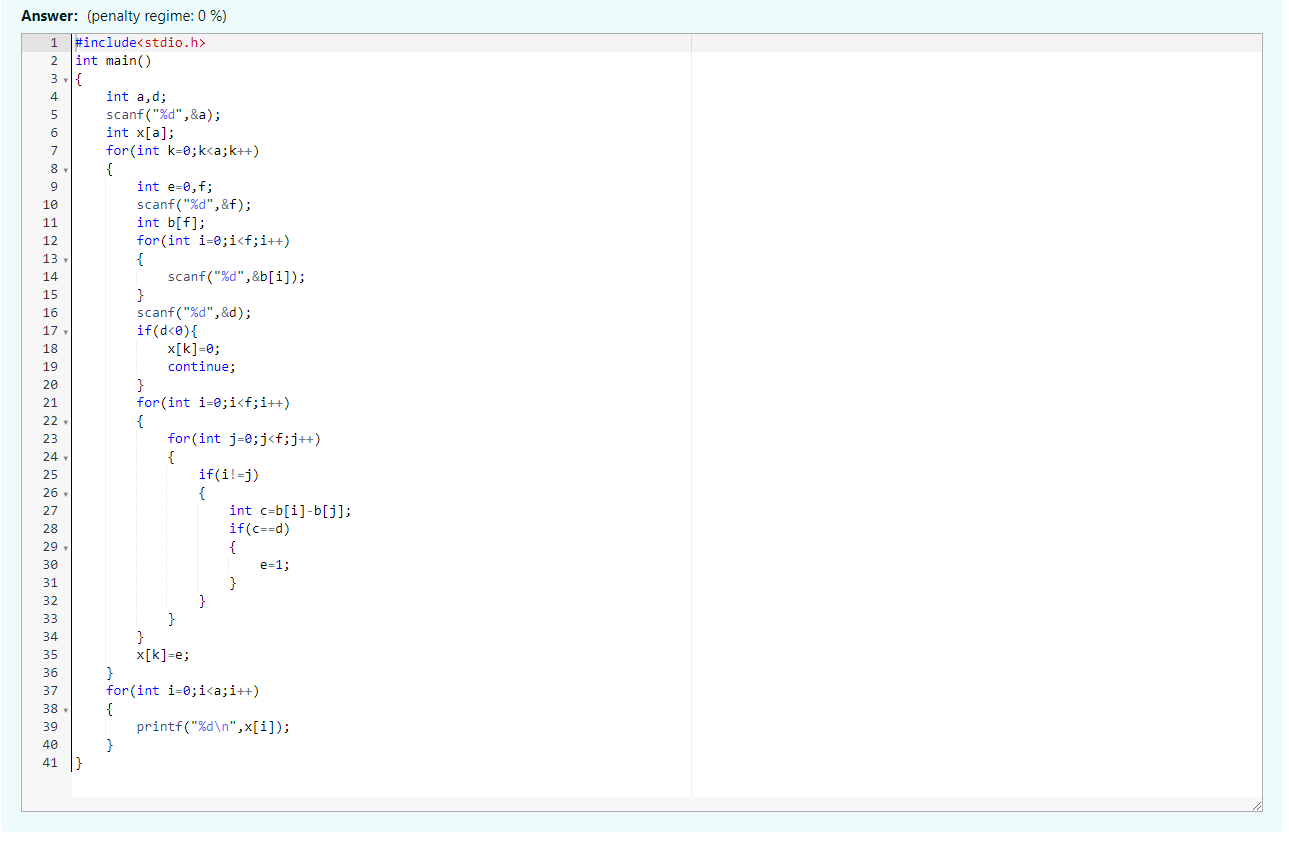 Answer: (penalty regime: 0 %)
1 #include<stdio.h>
2 int main()
3 {
4     int a,d;
5     scanf("%d",&a);
6     int x[a];
7     for(int k=0;k<a;k++)
8     {
9         int e=0,f;
10         scanf("%d",&f);
11         int b[f];
12         for(int i=0;i<f;i++)
13         {
14             scanf("%d",&b[i]);
15         }
16         scanf("%d",&d);
17         if(d<0){
18             x[k]=0;
19             continue;
20         }
21         for(int i=0;i<f;i++)
22         {
23             for(int j=0;j<f;j++)
24             {
25                 if(i!=j)
26                 {
27                     int c=b[i]-b[j];
28                     if(c==d)
29                     {
30                         e=1;
31                     }
32                 }
33             }
34         }
35         x[k]=e;
36     }
37     for(int i=0;i<a;i++)
38     {
39         printf("%d\n",x[i]);
40     }
41 }